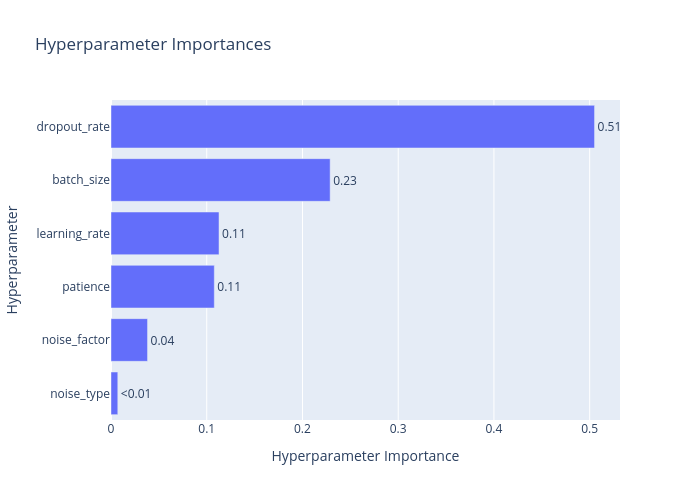 Hyperparameter Importances
dropout_rate 0.51
batch_size 0.23
learning_rate 0.11
patience 0.11
noise_factor 0.04
noise_type <0.01
0 0.1 0.2 0.3 0.4 0.5
Hyperparameter Importance
Hyperparameter